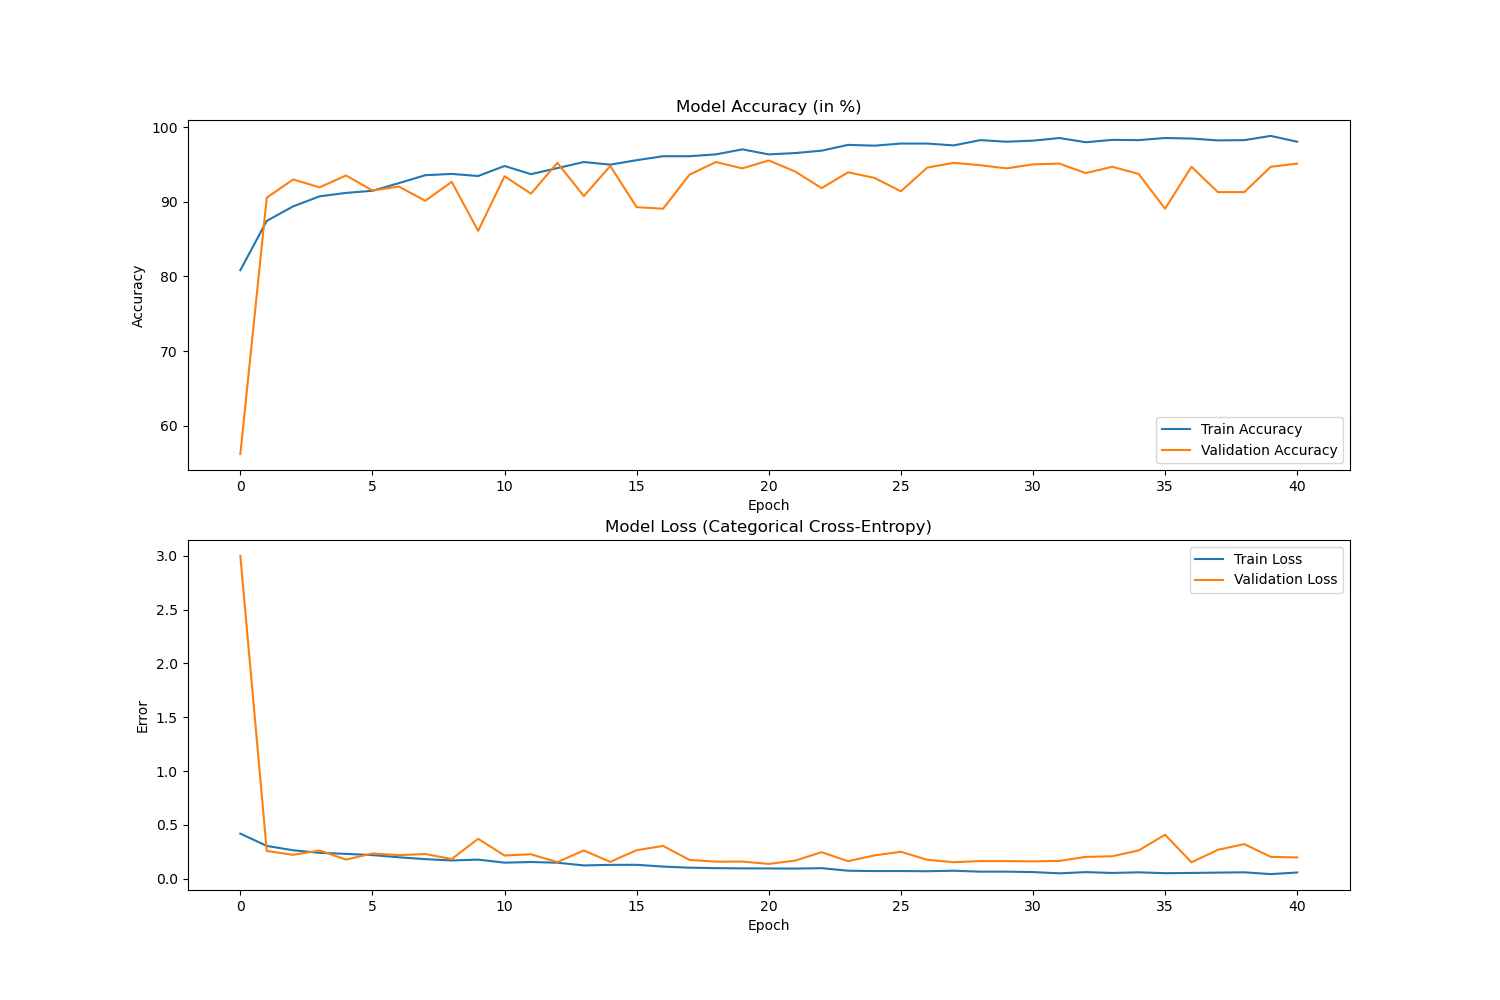 Model Accuracy (in %)
100
90
80
70
60
Accuracy
Train Accuracy
Validation Accuracy
0 5 10 15 20 25 30 35 40
Epoch
Model Loss (Categorical Cross-Entropy)
3.0
2.5
2.0
1.5
1.0
0.5
0.0
Error
Train Loss
Validation Loss
0 5 10 15 20 25 30 35 40
Epoch